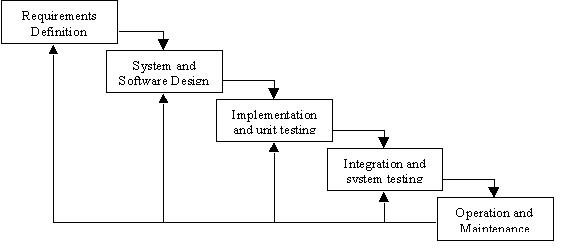 Requirements
Definition
System and
Software Design
Implementation
and unit testing
Integration and
system testing
Operation and
Maintenance